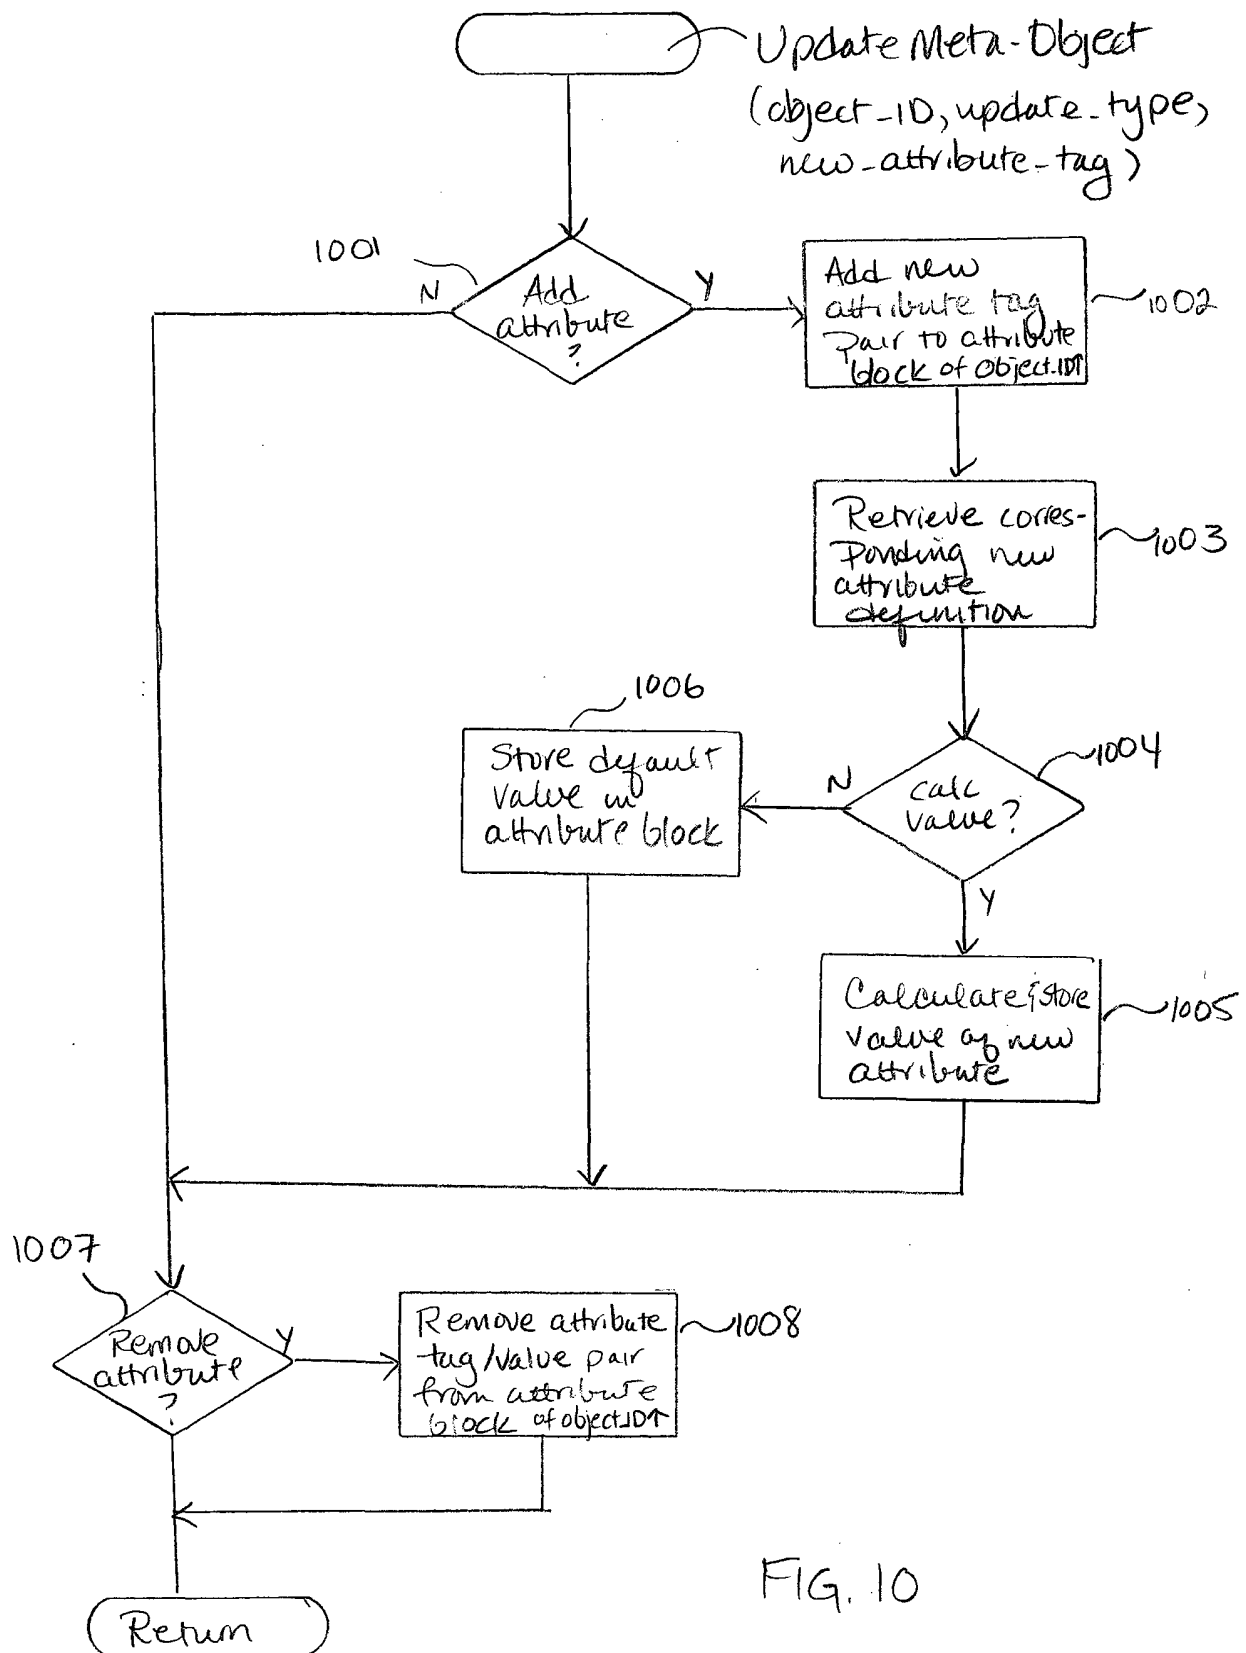 Update Meta-Object
(object_ID, update_type,
new_attribute_tag)
1001
N
Add
attribute
?
Y
Add new
attribute tag
pair to attribute
block of Object.ID↑
1002
Retrieve corres-
ponding new
attribute
definition
1003
1006
Store default
value in
attribute block
N
calc
value?
1004
Y
Calculate & store
value of new
attribute
1005
1007
Remove
attribute
?
Y
Remove attribute
tag/value pair
from attribute
block of object_ID↑
1008
Return
FIG. 10